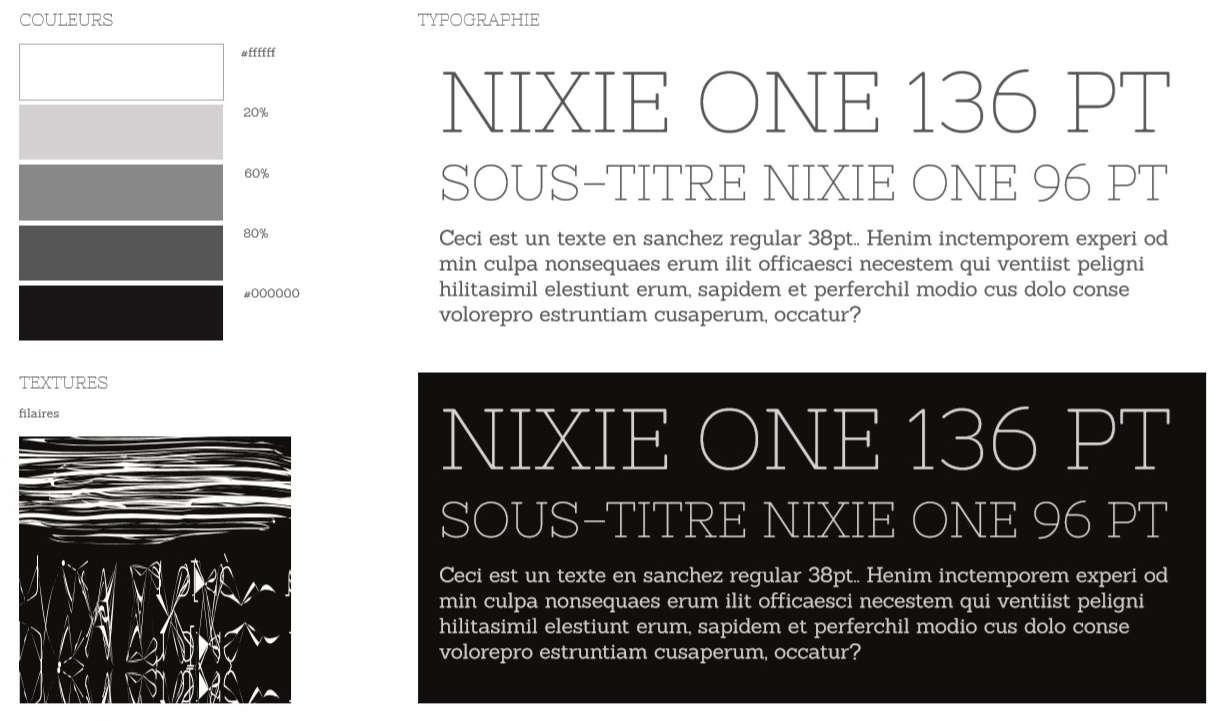 COULEURS
#ffffff
20%
60%
80%
#000000
TEXTURES
filaires
TYPOGRAPHIE
NIXIE ONE 136 PT
SOUS-TITRE NIXIE ONE 96 PT
Ceci est un texte en sanchez regular 38pt.. Henim inctemporem experi od
min culpa nonsequaes erum ilit officaesci necestem qui ventiist peligni
hilitasimil elestiunt erum, sapidem et perferchil modio cus dolo conse
volorepro estruntiam cusaperum, occatur?
NIXIE ONE 136 PT
SOUS-TITRE NIXIE ONE 96 PT
Ceci est un texte en sanchez regular 38pt.. Henim inctemporem experi od
min culpa nonsequaes erum ilit officaesci necestem qui ventiist peligni
hilitasimil elestiunt erum, sapidem et perferchil modio cus dolo conse
volorepro estruntiam cusaperum, occatur?